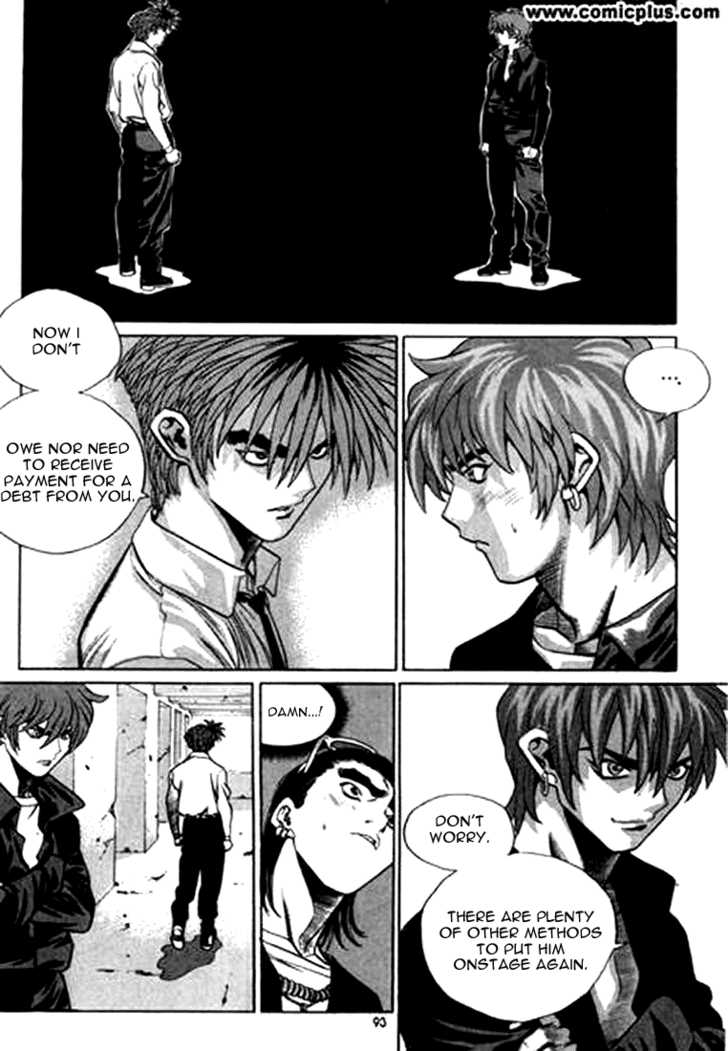 www.comicplus.com
NOW I
DON'T
OWE NOR NEED
TO RECEIVE
PAYMENT FOR A
DEBT FROM YOU.
....
DAMN...!
DON'T
WORRY.
THERE ARE PLENTY
OF OTHER METHODS
TO PUT HIM
ONSTAGE AGAIN.
93